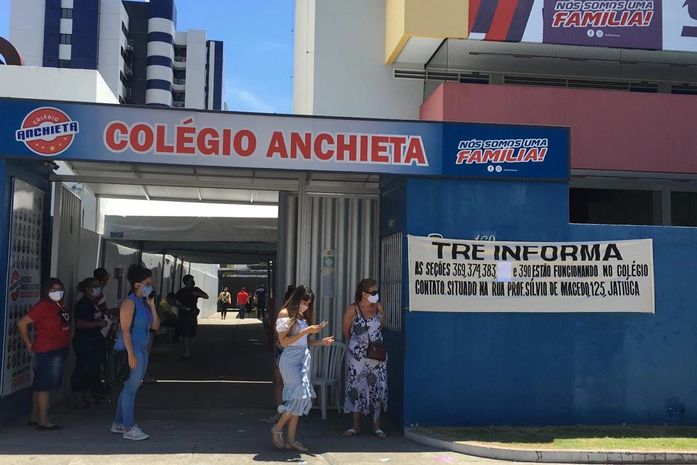 NÓS SOMOS UMA
FAMÍLIA!
COLÉGIO
ANCHIETA
COLÉGIO ANCHIETA
NÓS SOMOS UMA
FAMÍLIA!
TRE INFORMA
AS SEÇÕES 369,374,383 E 390 ESTÃO FUNCIONANDO NO COLÉGIO
CONTATO, SITUADO NA RUA PROF. SÍLVIO DE MACEDO,125, JATIÚCA